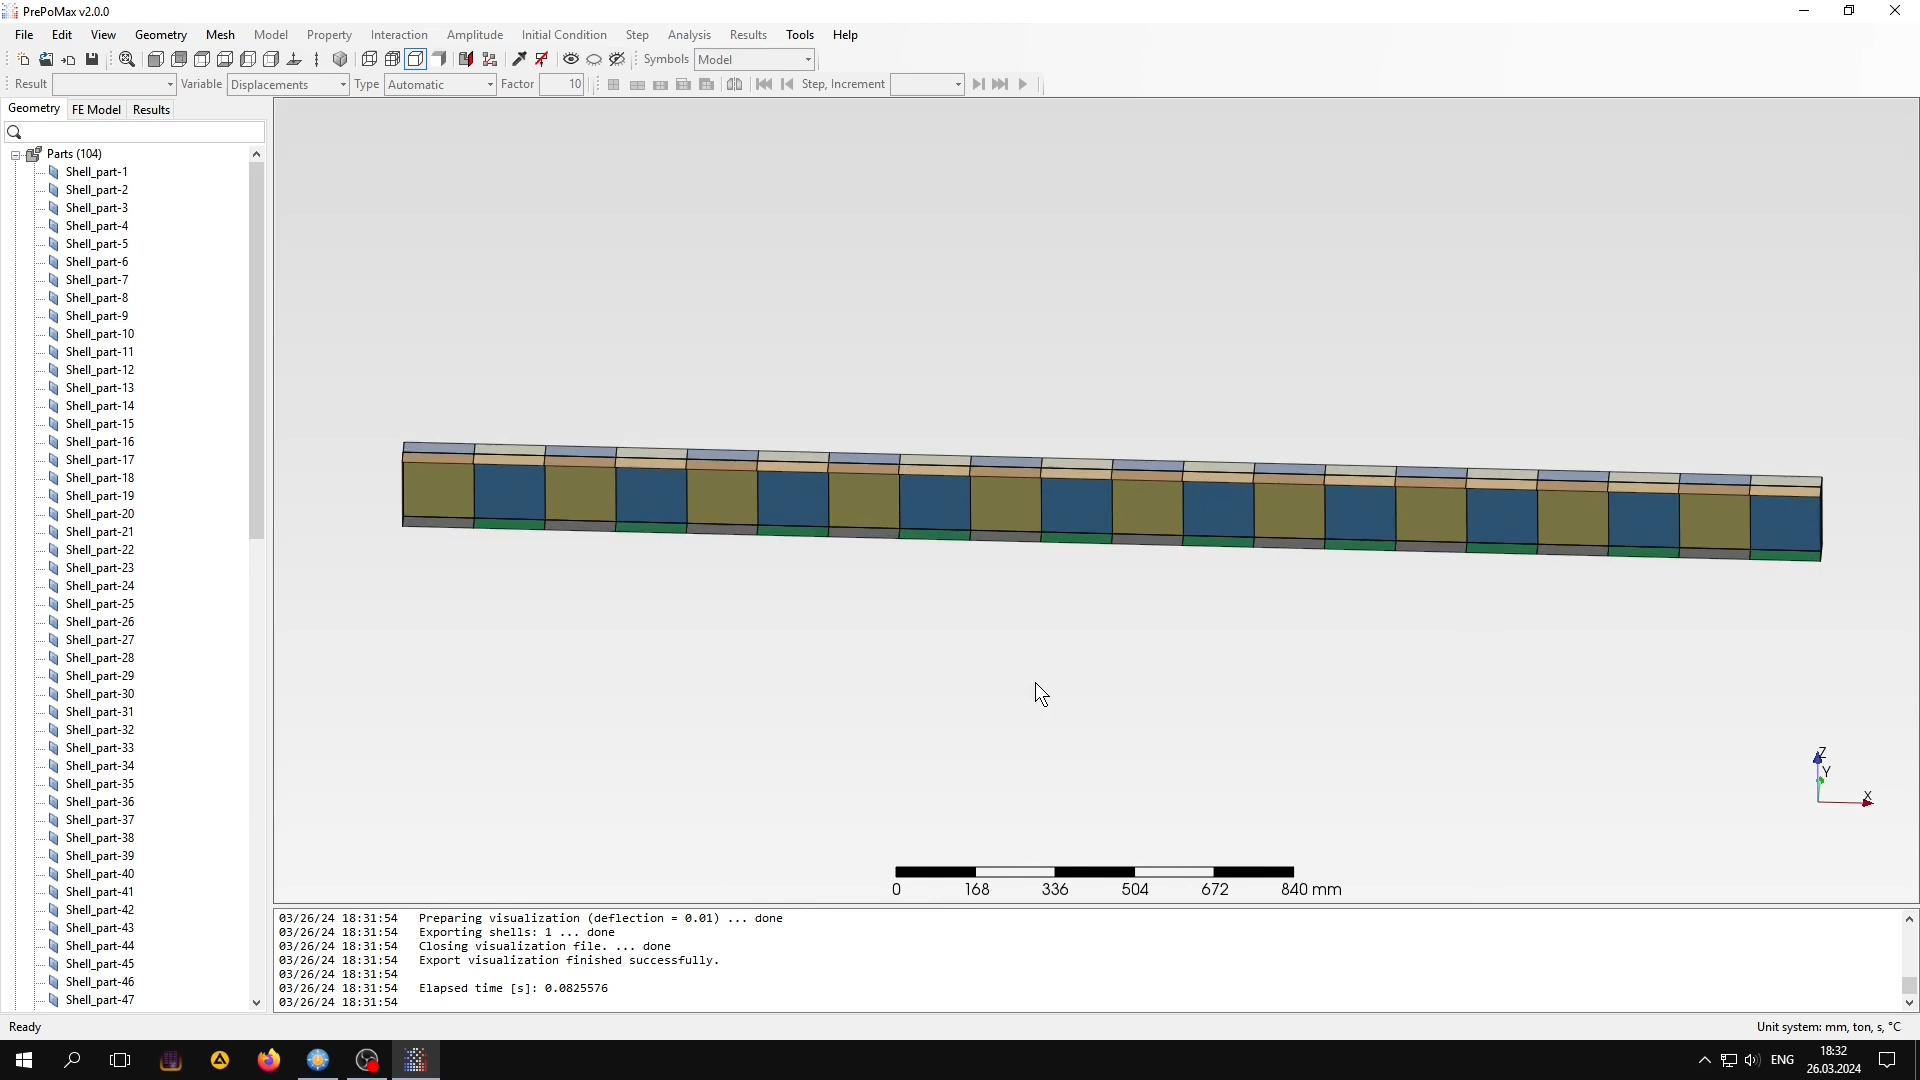 PrePoMax v2.0.0
File Edit View Geometry Mesh Model Property Interaction Amplitude Initial Condition Step Analysis Results Tools Help
Symbols Model
Result Variable Displacements Type Automatic Factor 10 Step, Increment
Geometry FE Model Results
Parts (104)
Shell_part-1
Shell_part-2
Shell_part-3
Shell_part-4
Shell_part-5
Shell_part-6
Shell_part-7
Shell_part-8
Shell_part-9
Shell_part-10
Shell_part-11
Shell_part-12
Shell_part-13
Shell_part-14
Shell_part-15
Shell_part-16
Shell_part-17
Shell_part-18
Shell_part-19
Shell_part-20
Shell_part-21
Shell_part-22
Shell_part-23
Shell_part-24
Shell_part-25
Shell_part-26
Shell_part-27
Shell_part-28
Shell_part-29
Shell_part-30
Shell_part-31
Shell_part-32
Shell_part-33
Shell_part-34
Shell_part-35
Shell_part-36
Shell_part-37
Shell_part-38
Shell_part-39
Shell_part-40
Shell_part-41
Shell_part-42
Shell_part-43
Shell_part-44
Shell_part-45
Shell_part-46
Shell_part-47
Z
Y
X
0 168 336 504 672 840 mm
03/26/24 18:31:54 Preparing visualization (deflection = 0.01) ... done
03/26/24 18:31:54 Exporting shells: 1 ... done
03/26/24 18:31:54 Closing visualization file. ... done
03/26/24 18:31:54 Export visualization finished successfully.
03/26/24 18:31:54
03/26/24 18:31:54 Elapsed time [s]: 0.0825576
03/26/24 18:31:54
Ready
Unit system: mm, ton, s, °C
ENG
18:32
26.03.2024